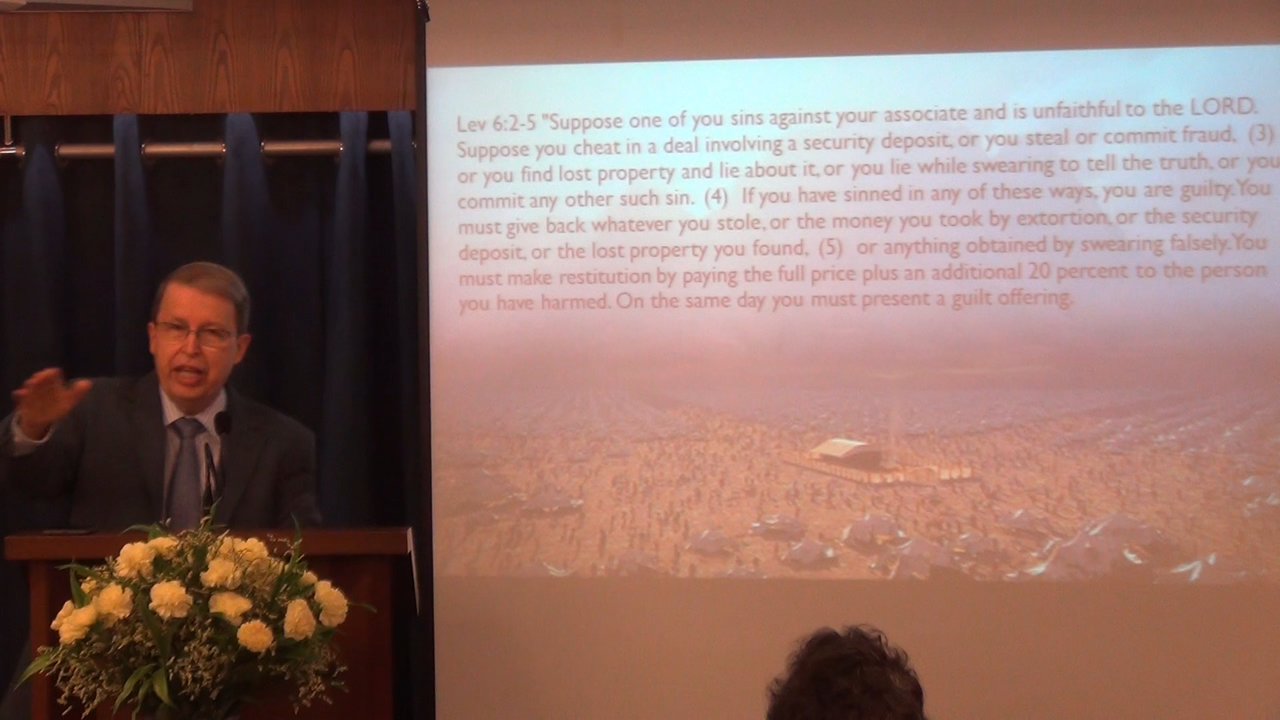 Lev 6:2-5 "Suppose one of you sins against your associate and is unfaithful to the LORD.
Suppose you cheat in a deal involving a security deposit, or you steal or commit fraud, (3)
or you find lost property and lie about it, or you lie while swearing to tell the truth, or you
commit any other such sin. (4) If you have sinned in any of these ways, you are guilty. You
must give back whatever you stole, or the money you took by extortion, or the security
deposit, or the lost property you found, (5) or anything obtained by swearing falsely. You
must make restitution by paying the full price plus an additional 20 percent to the person
you have harmed. On the same day you must present a guilt offering.